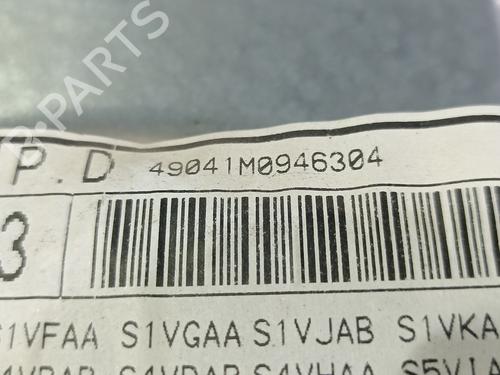 P.D 49041M0946304
3
S1VFAA S1VGAA S1VJAB S1VKA
B-PARTS